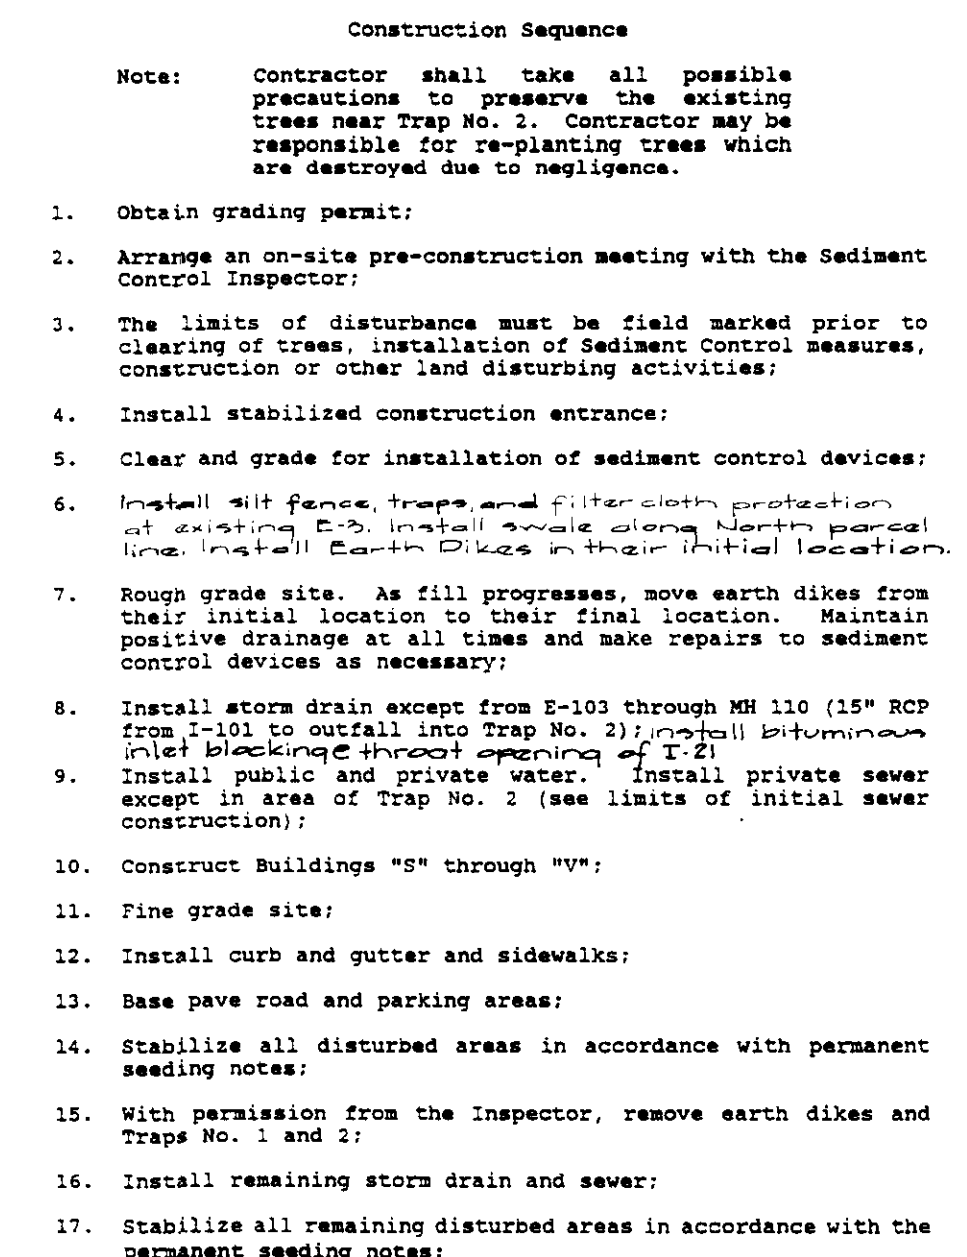 Construction Sequence
Note: Contractor shall take all possible
precautions to preserve the existing
trees near Trap No. 2. Contractor may be
responsible for re-planting trees which
are destroyed due to negligence.
1. Obtain grading permit;
2. Arrange an on-site pre-construction meeting with the Sediment
Control Inspector;
3. The limits of disturbance must be field marked prior to
clearing of trees, installation of Sediment Control measures,
construction or other land disturbing activities;
4. Install stabilized construction entrance;
5. Clear and grade for installation of sediment control devices;
6. Install silt fence, traps, and filter cloth protection
at existing E-3. Install swale along North parcel
line. Install Earth Dikes in their initial location.
7. Rough grade site. As fill progresses, move earth dikes from
their initial location to their final location. Maintain
positive drainage at all times and make repairs to sediment
control devices as necessary;
8. Install storm drain except from E-103 through MH 110 (15" RCP
from I-101 to outfall into Trap No. 2); install bituminous
inlet blocking @ throat opening of I-21
9. Install public and private water. Install private sewer
except in area of Trap No. 2 (see limits of initial sewer
construction);
10. Construct Buildings "S" through "V";
11. Fine grade site;
12. Install curb and gutter and sidewalks;
13. Base pave road and parking areas;
14. Stabilize all disturbed areas in accordance with permanent
seeding notes;
15. With permission from the Inspector, remove earth dikes and
Traps No. 1 and 2;
16. Install remaining storm drain and sewer;
17. Stabilize all remaining disturbed areas in accordance with the
permanent seeding notes;